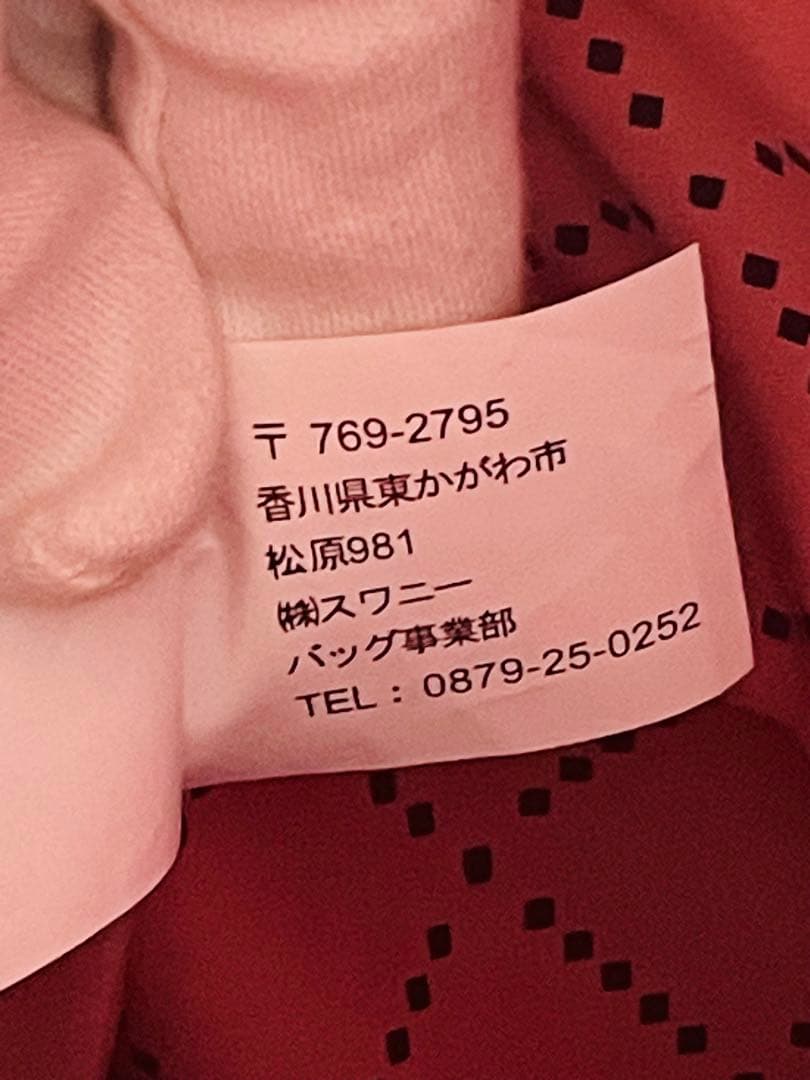 〒 769-2795
香川県東かがわ市
松原981
㈱スワニー
バッグ事業部
TEL : 0879-25-0252